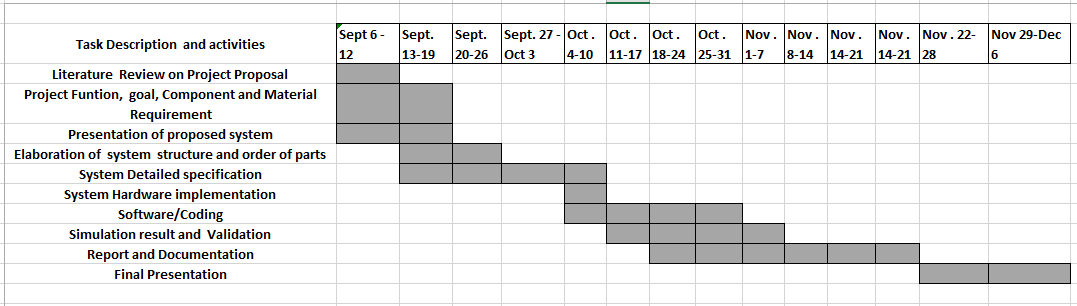 Task Description and activities
Sept 6 - 12
Sept. 13-19
Sept. 20-26
Sept. 27 - Oct 3
Oct . 4-10
Oct . 11-17
Oct . 18-24
Oct . 25-31
Nov . 1-7
Nov . 8-14
Nov . 14-21
Nov . 14-21
Nov . 22-28
Nov 29-Dec 6
Literature Review on Project Proposal
Project Funtion, goal, Component and Material
Requirement
Presentation of proposed system
Elaboration of system structure and order of parts
System Detailed specification
System Hardware implementation
Software/Coding
Simulation result and Validation
Report and Documentation
Final Presentation